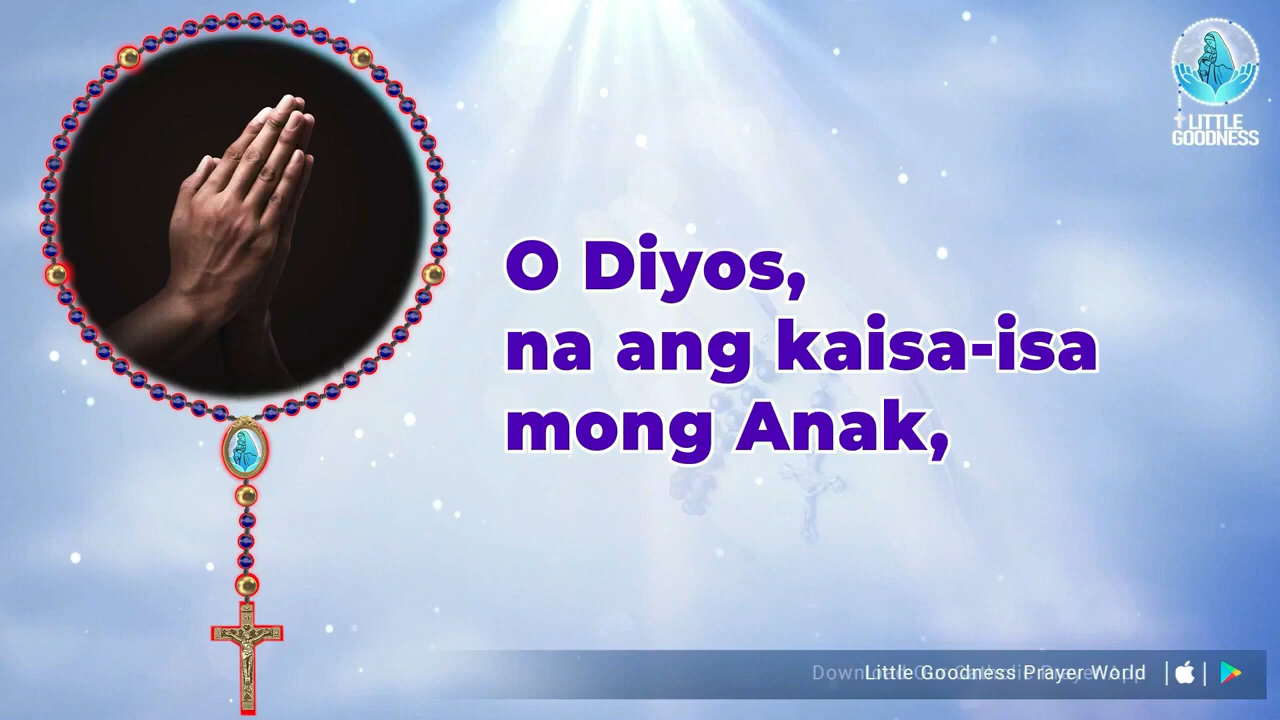 LITTLE
GOODNESS
O Diyos,
na ang kaisa-isa
mong Anak,
Little Goodness Prayer World